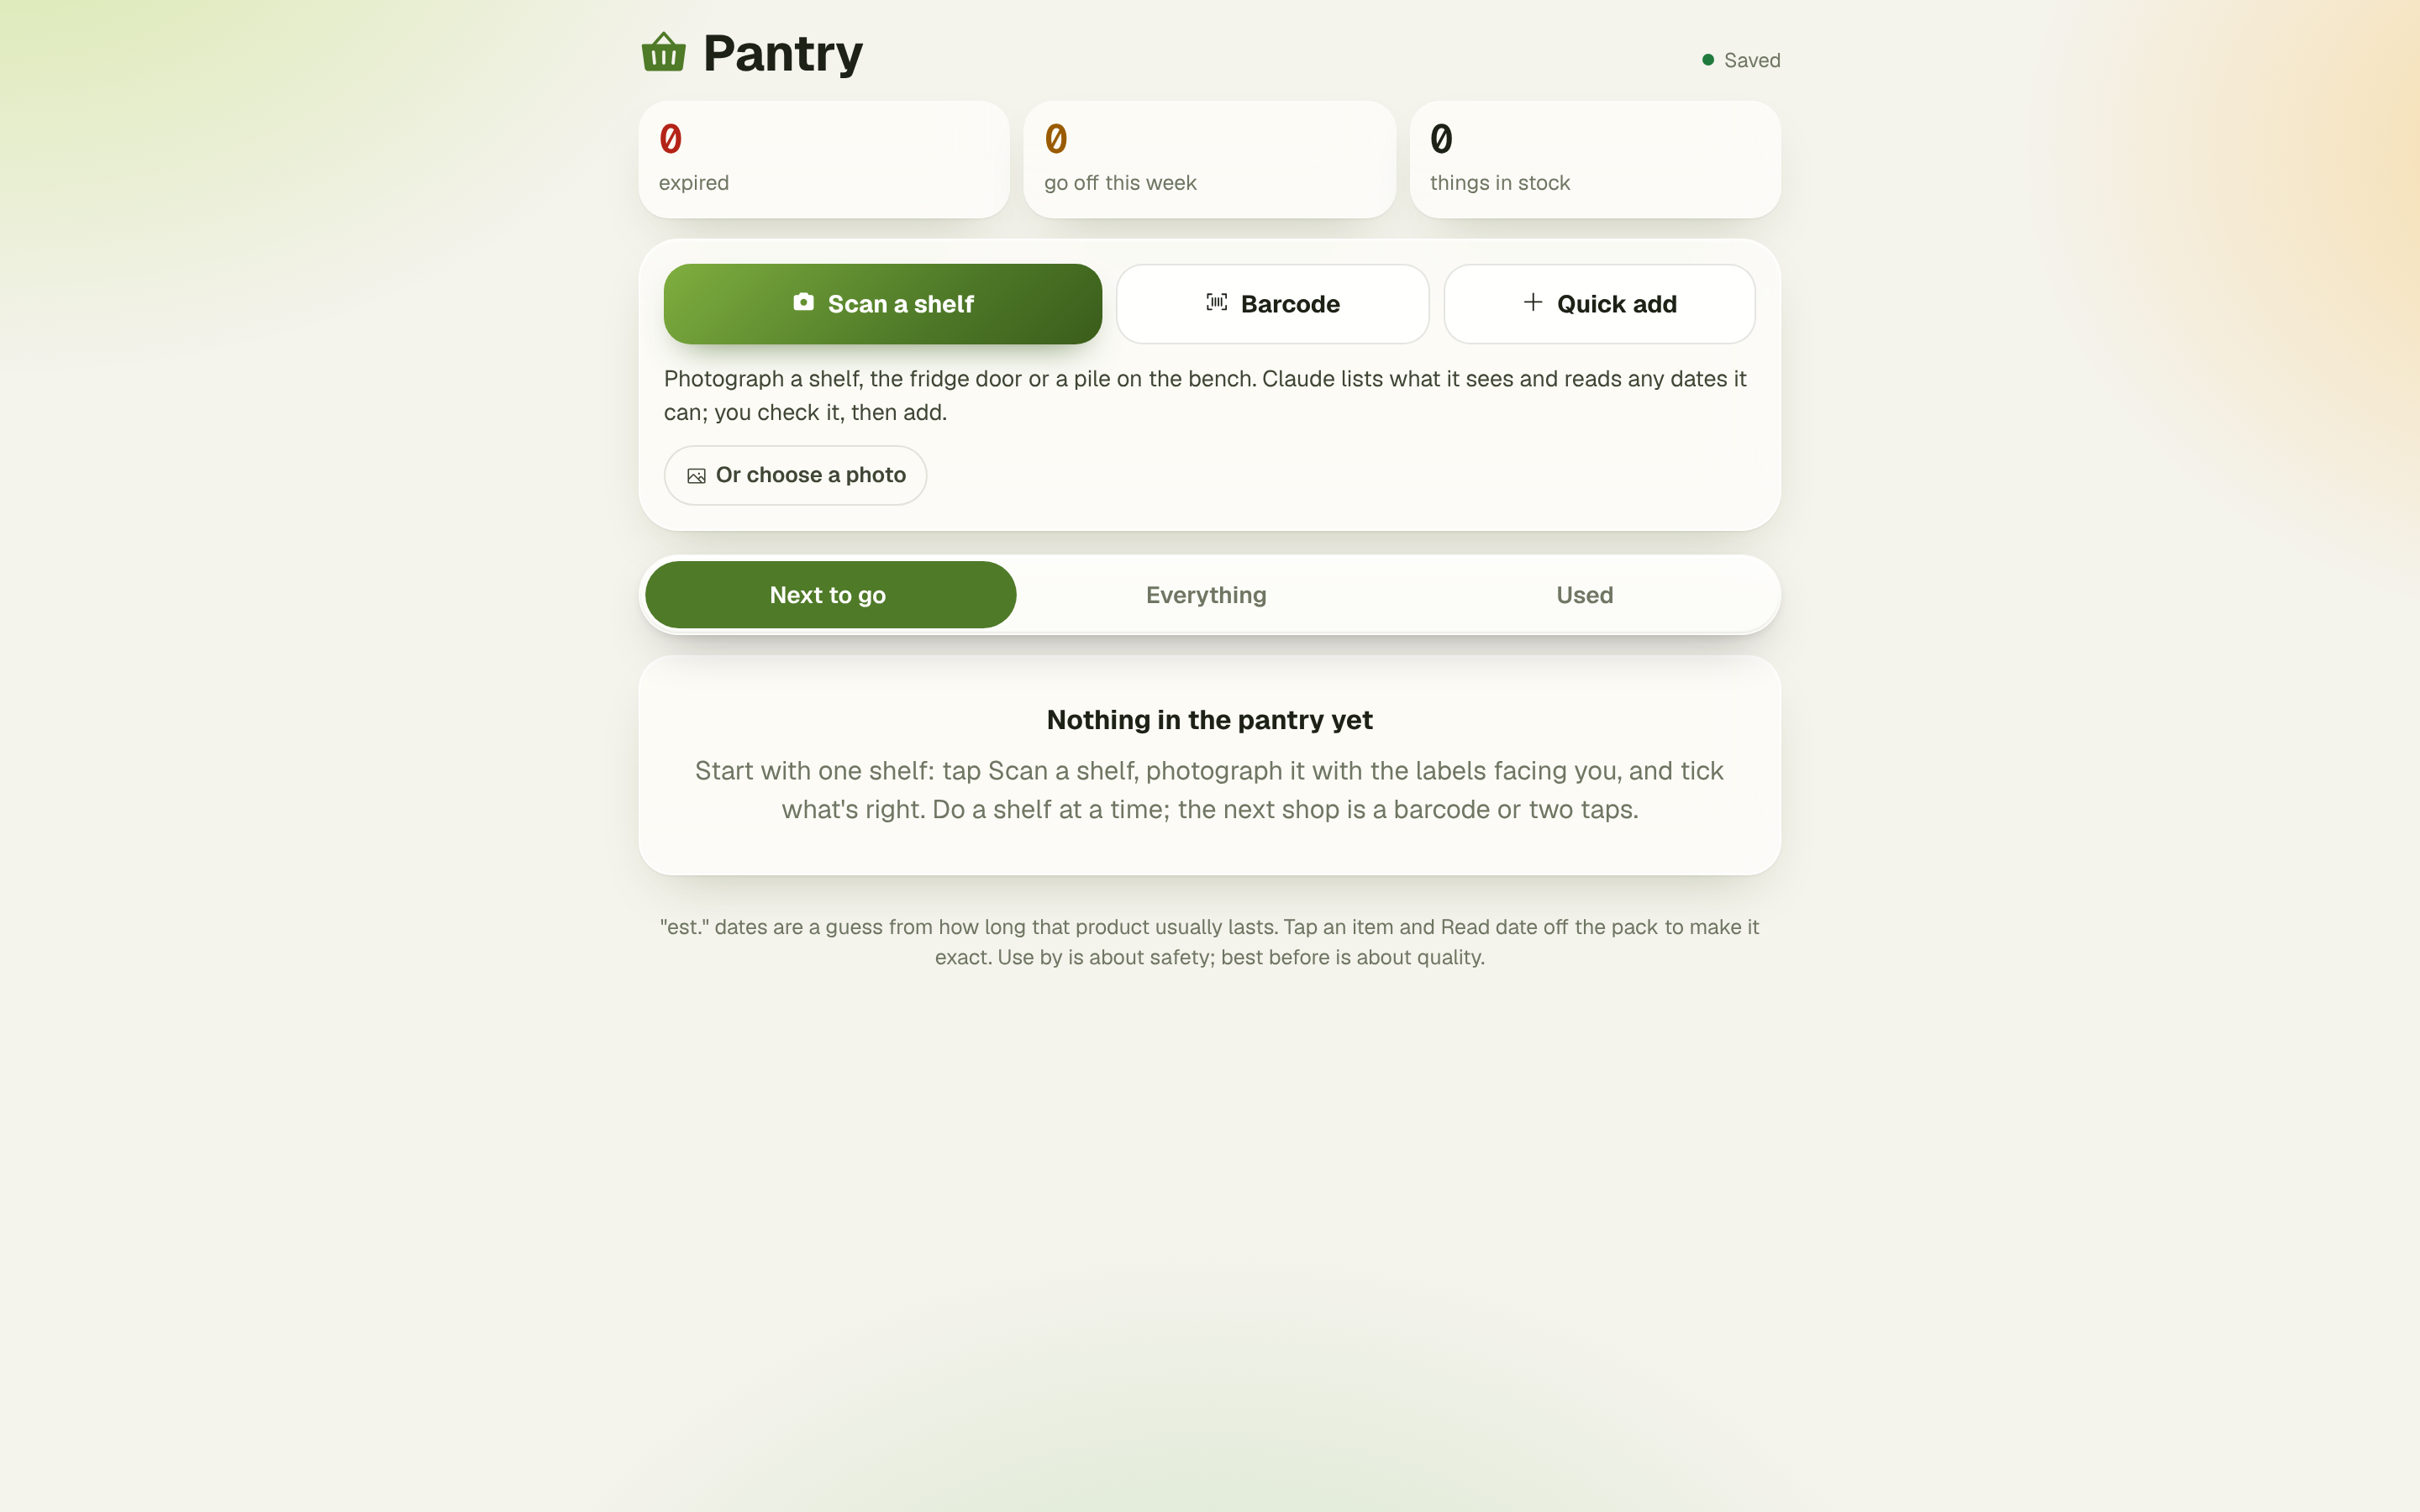 Pantry
Saved
0
expired
0
go off this week
0
things in stock
Scan a shelf
Barcode
Quick add
Photograph a shelf, the fridge door or a pile on the bench. Claude lists what it sees and reads any dates it
can; you check it, then add.
Or choose a photo
Next to go
Everything
Used
Nothing in the pantry yet
Start with one shelf: tap Scan a shelf, photograph it with the labels facing you, and tick
what's right. Do a shelf at a time; the next shop is a barcode or two taps.
"est." dates are a guess from how long that product usually lasts. Tap an item and Read date off the pack to make it
exact. Use by is about safety; best before is about quality.